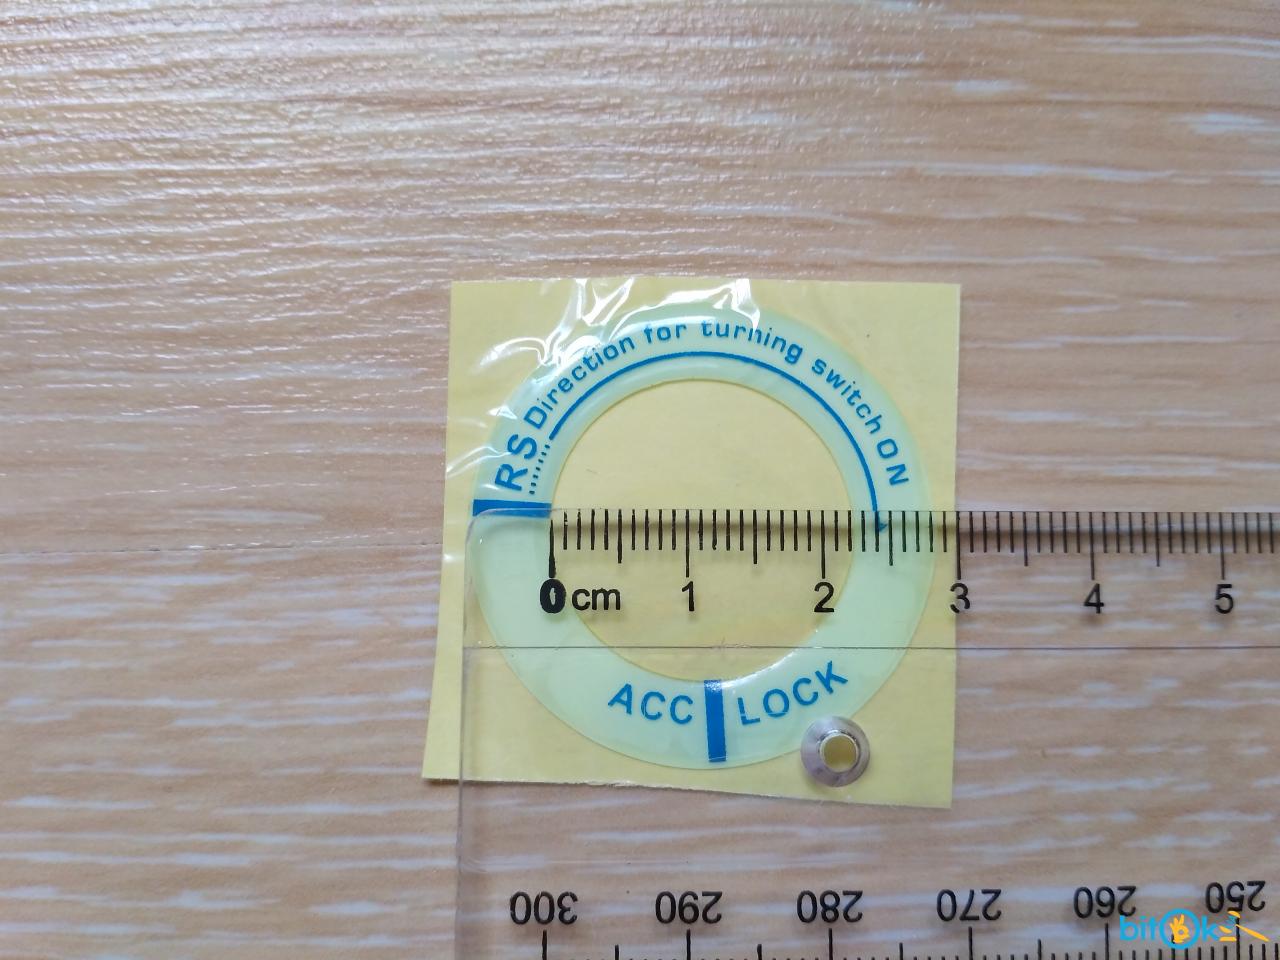 RS Direction for turning switch ON
0 cm 1 2 3 4 5
ACC LOCK
300 290 280 270 260 250
bitOk